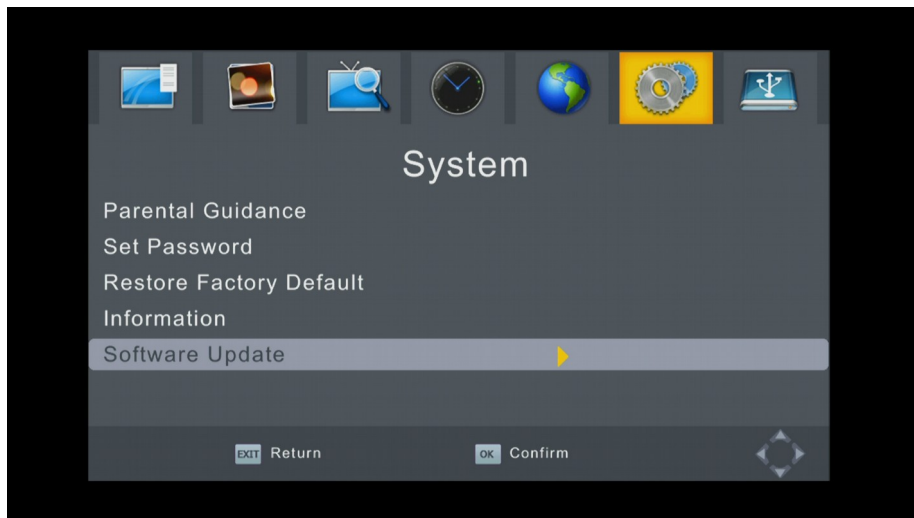 System
Parental Guidance
Set Password
Restore Factory Default
Information
Software Update
EXIT Return
OK Confirm